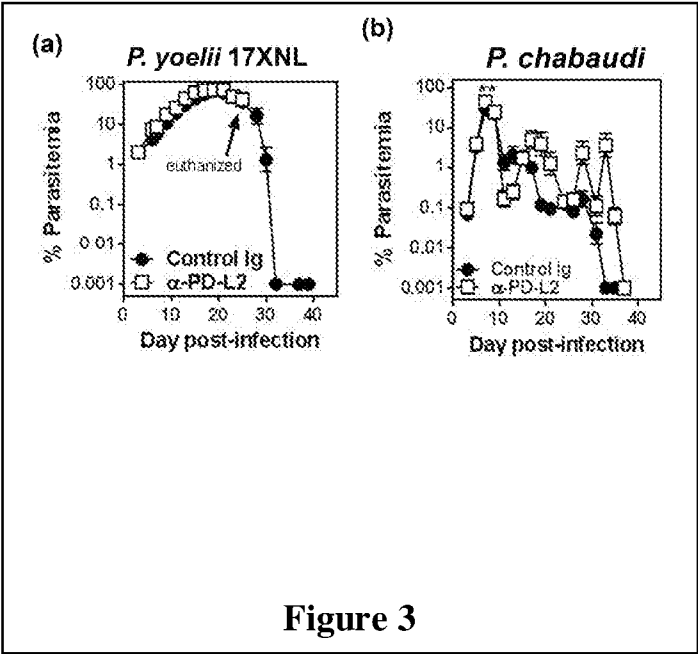 (a)
P. yoelii 17XNL
% Parasitemia
100
10
1
0.1
0.01
0.001
euthanized
Control Ig
α-PD-L2
0 10 20 30 40
Day post-infection
(b)
P. chabaudi
% Parasitemia
100
10
1
0.1
0.01
0.001
Control Ig
α-PD-L2
0 10 20 30 40
Day post-infection
Figure 3